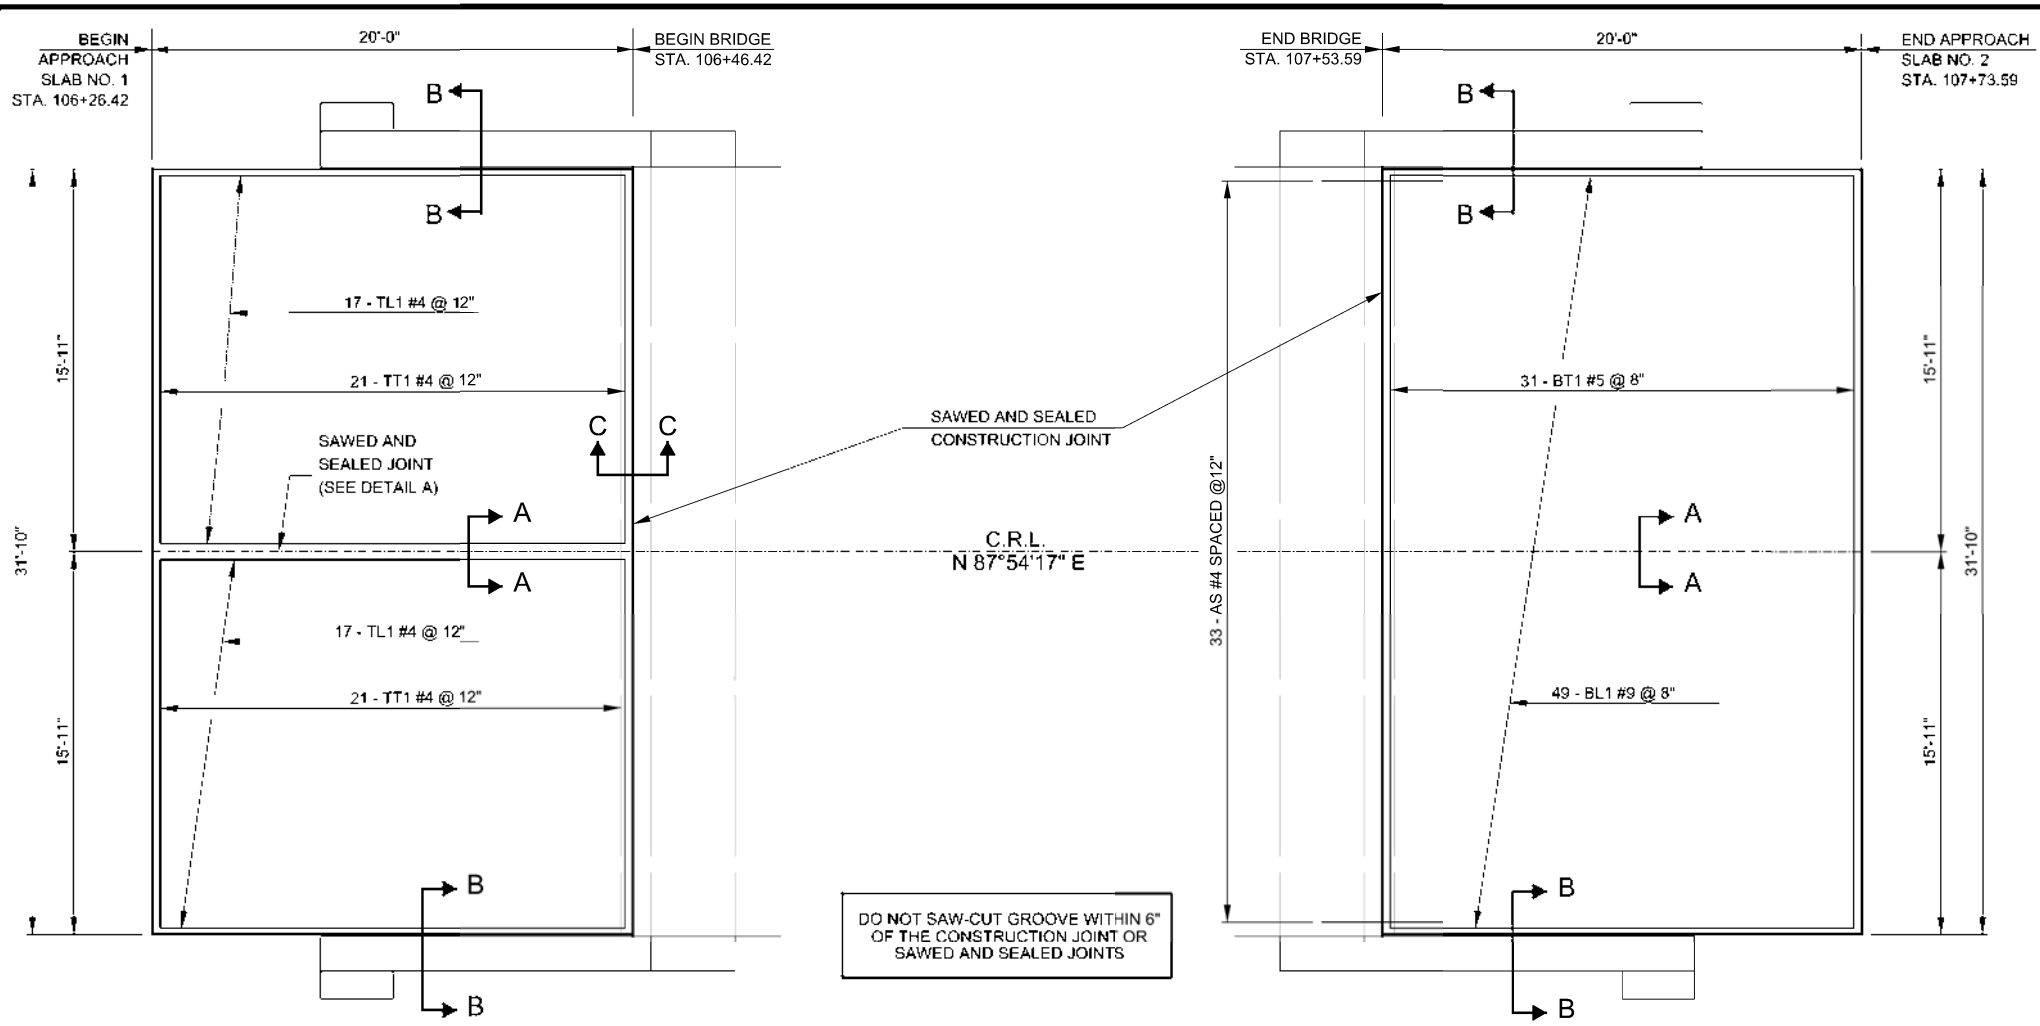 BEGIN
APPROACH
SLAB NO. 1
STA. 106+26.42
20'-0"
BEGIN BRIDGE
STA. 106+46.42
END BRIDGE
STA. 107+53.59
20'-0"
END APPROACH
SLAB NO. 2
STA. 107+73.59
B
B
B
B
17 - TL1 #4 @ 12"
15'-11"
21 - TT1 #4 @ 12"
31 - BT1 #5 @ 8"
15'-11"
SAWED AND
SEALED JOINT
(SEE DETAIL A)
C C
SAWED AND SEALED
CONSTRUCTION JOINT
A
A
31'-10"
C.R.L.
N 87°54'17" E
33 - AS #4 SPACED @12"
A
A
31'-10"
17 - TL1 #4 @ 12"
21 - TT1 #4 @ 12"
49 - BL1 #9 @ 8"
15'-11"
15'-11"
B
B
DO NOT SAW-CUT GROOVE WITHIN 6"
OF THE CONSTRUCTION JOINT OR
SAWED AND SEALED JOINTS
B
B